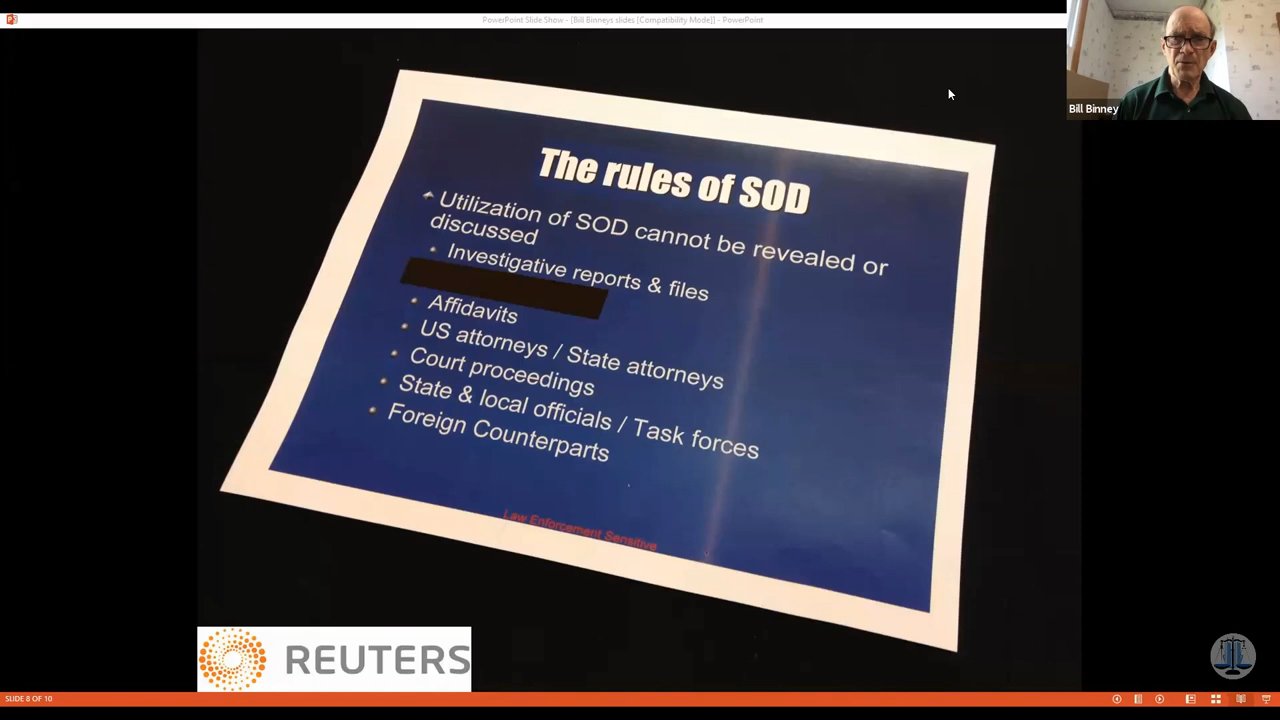 PowerPoint Slide Show - [Bill Binneys slides [Compatibility Mode]] - PowerPoint
Bill Binney
The rules of SOD
Utilization of SOD cannot be revealed or
discussed
Investigative reports & files
Affidavits
US attorneys / State attorneys
Court proceedings
State & local officials / Task forces
Foreign Counterparts
Law Enforcement Sensitive
REUTERS
SLIDE 8 OF 10